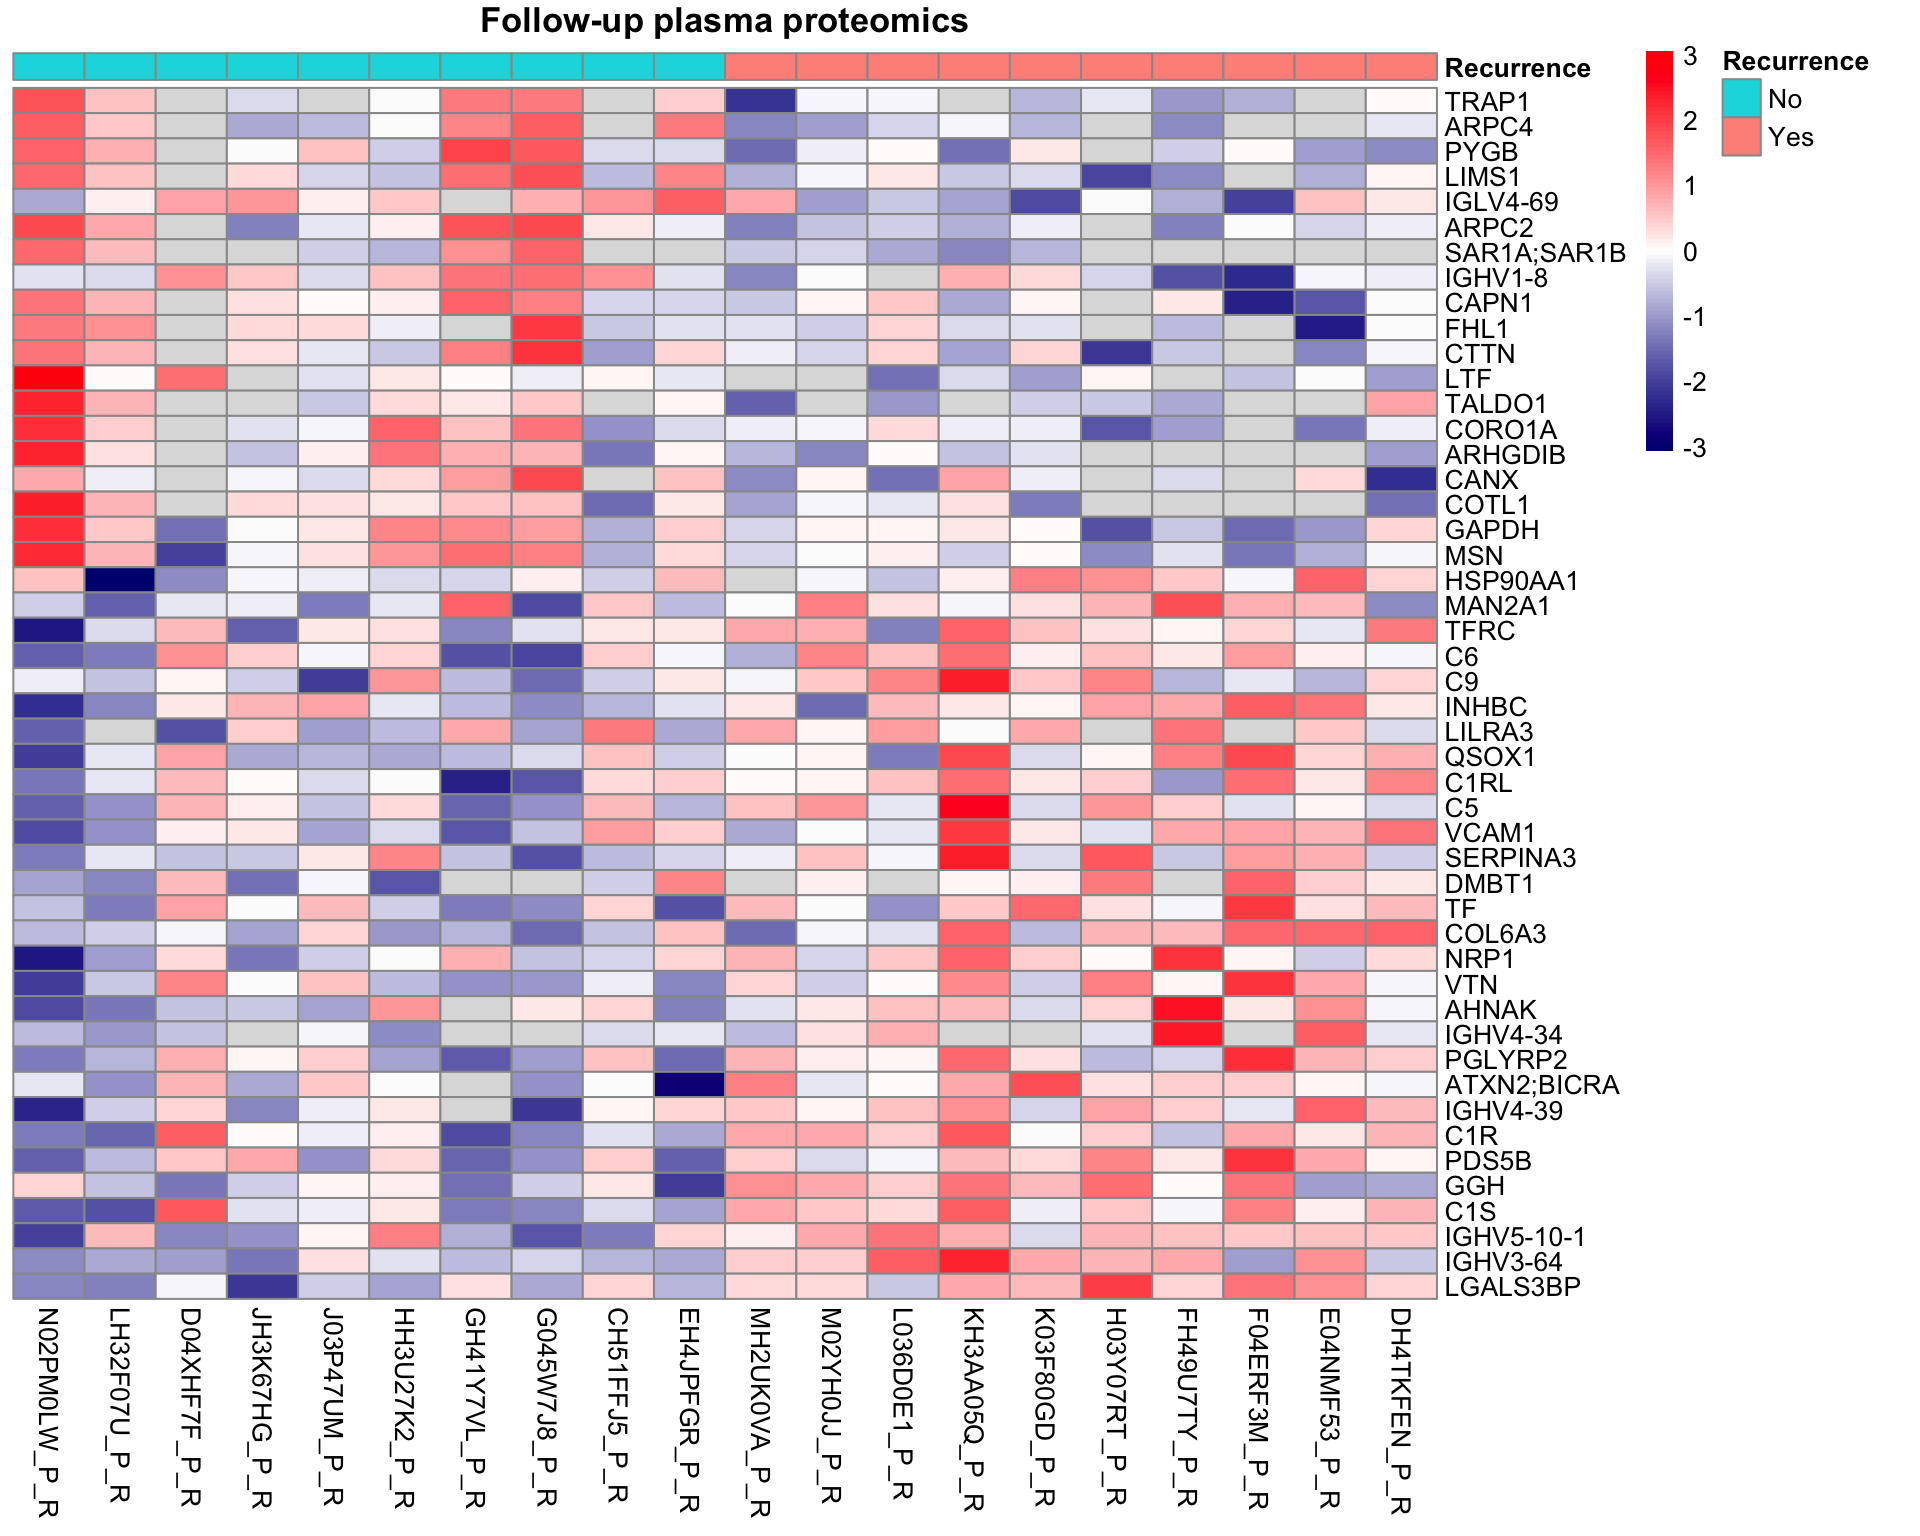 Follow-up plasma proteomics
Recurrence
TRAP1
ARPC4
PYGB
LIMS1
IGLV4-69
ARPC2
SAR1A;SAR1B
IGHV1-8
CAPN1
FHL1
CTTN
LTF
TALDO1
CORO1A
ARHGDIB
CANX
COTL1
GAPDH
MSN
HSP90AA1
MAN2A1
TFRC
C6
C9
INHBC
LILRA3
QSOX1
C1RL
C5
VCAM1
SERPINA3
DMBT1
TF
COL6A3
NRP1
VTN
AHNAK
IGHV4-34
PGLYRP2
ATXN2;BICRA
IGHV4-39
C1R
PDS5B
GGH
C1S
IGHV5-10-1
IGHV3-64
LGALS3BP
N02PM0LW_P_R
LH32F07U_P_R
D04XHF7F_P_R
JH3K67HG_P_R
J03P47UM_P_R
HH3U27K2_P_R
GH41Y7VL_P_R
G045W7J8_P_R
CH51FFJ5_P_R
EH4JPFGR_P_R
MH2UK0VA_P_R
M02YH0JJ_P_R
L036D0E1_P_R
KH3AA05Q_P_R
K03F80GD_P_R
H03Y07RT_P_R
FH49U7TY_P_R
F04ERF3M_P_R
E04NMF53_P_R
DH4TKFEN_P_R
3
2
1
0
-1
-2
-3
Recurrence
No
Yes